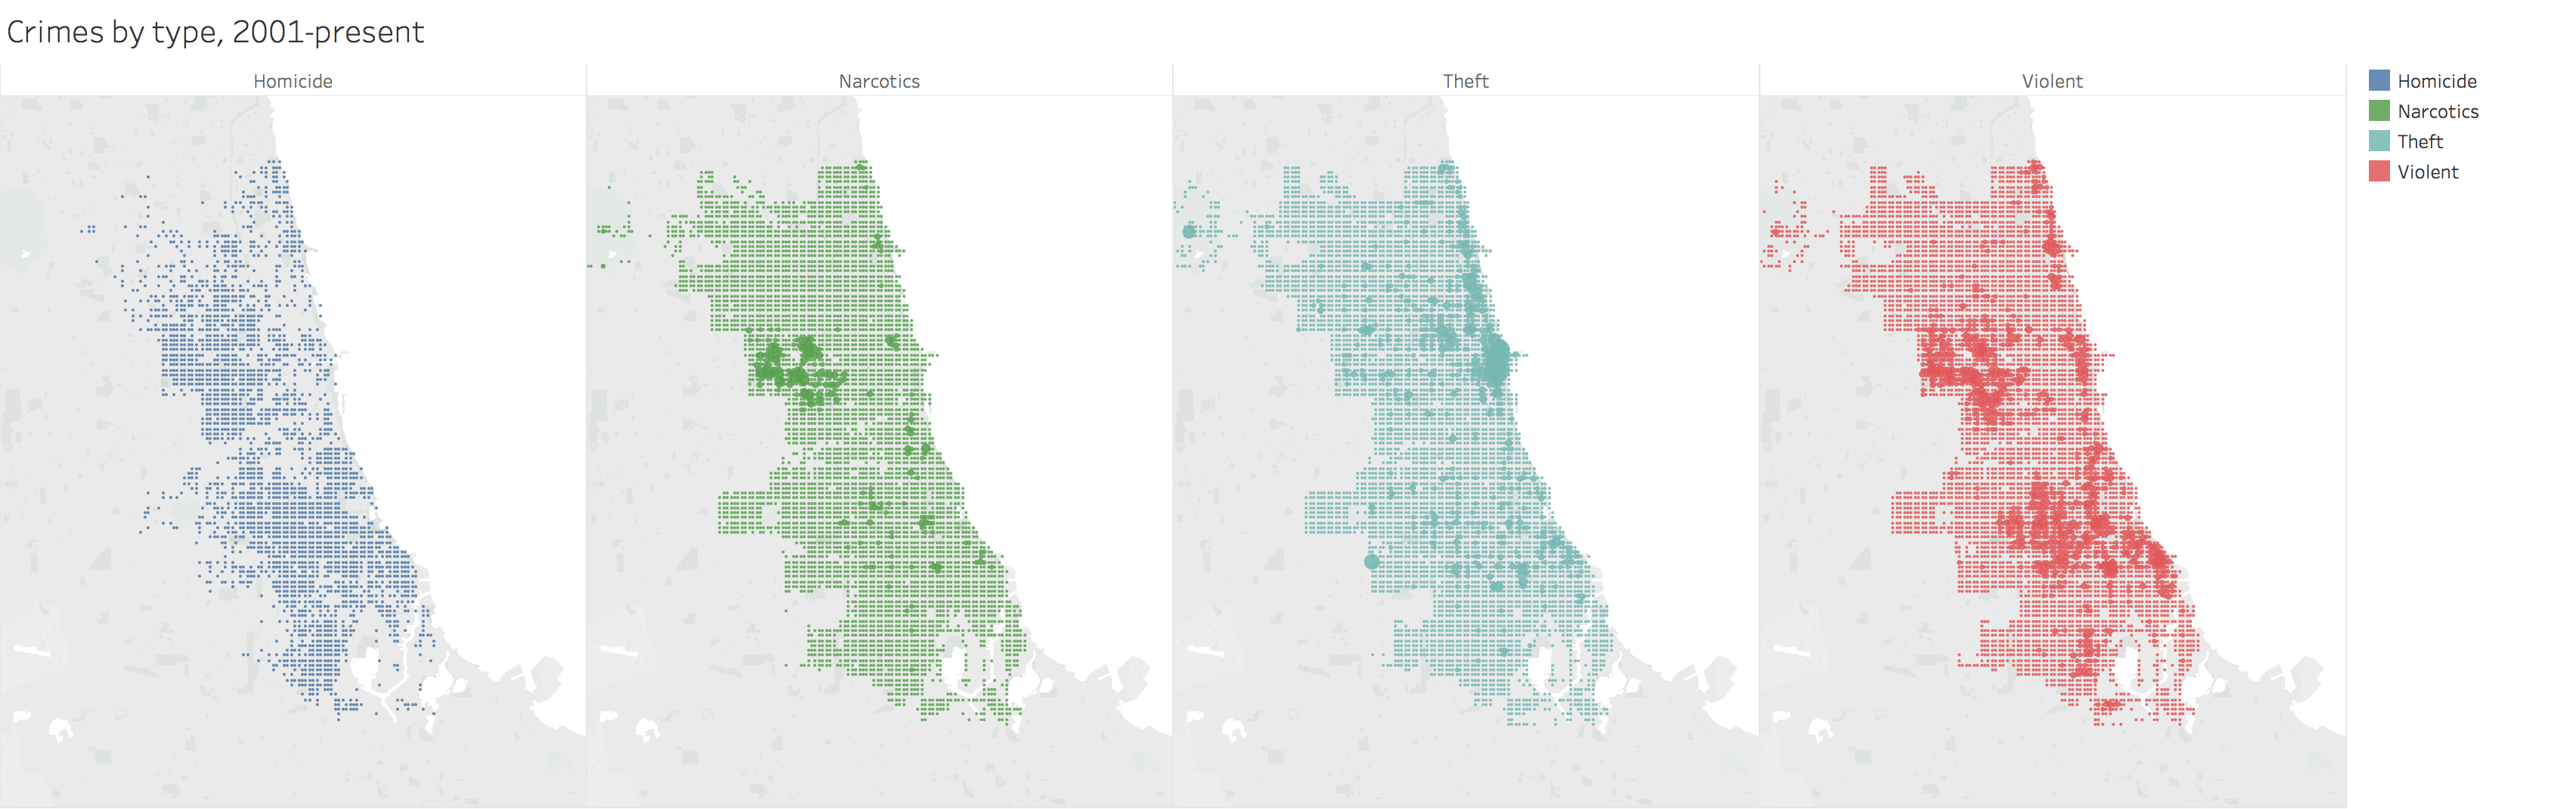 Crimes by type, 2001-present
Homicide
Narcotics
Theft
Violent
Homicide
Narcotics
Theft
Violent